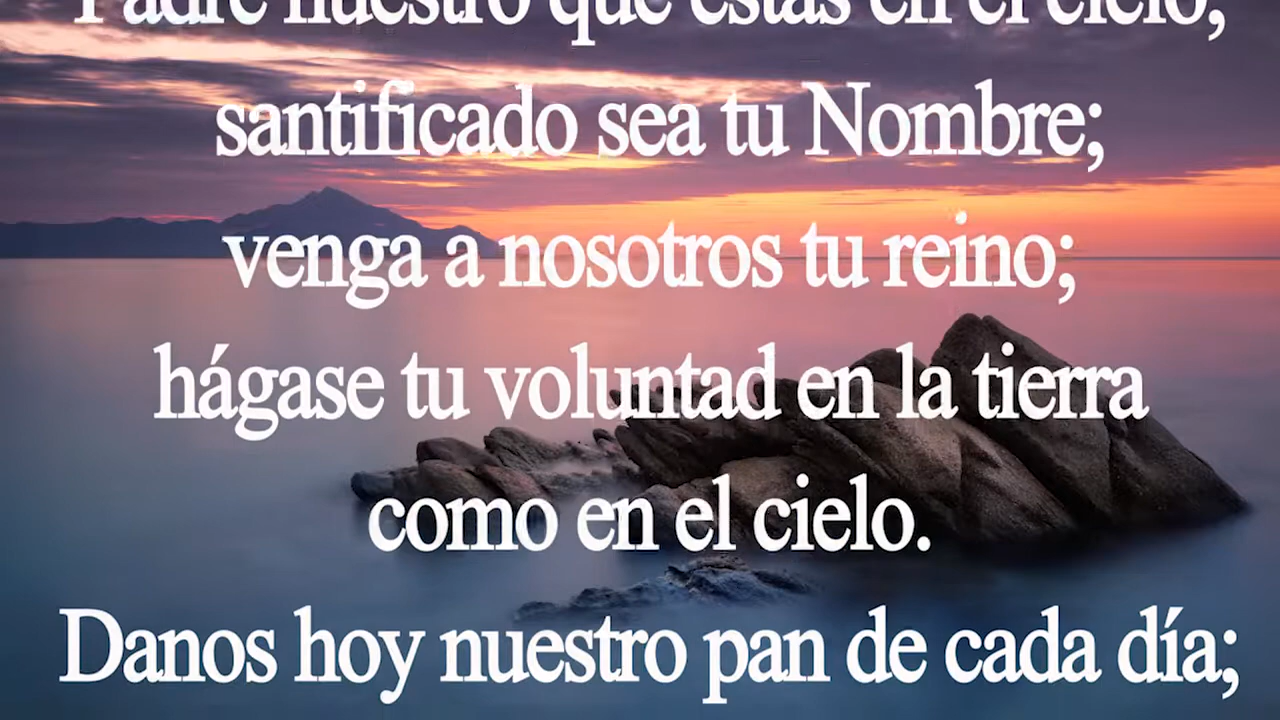 Padre nuestro que estás en el cielo,
santificado sea tu Nombre;
venga a nosotros tu reino;
hágase tu voluntad en la tierra
como en el cielo.
Danos hoy nuestro pan de cada día;